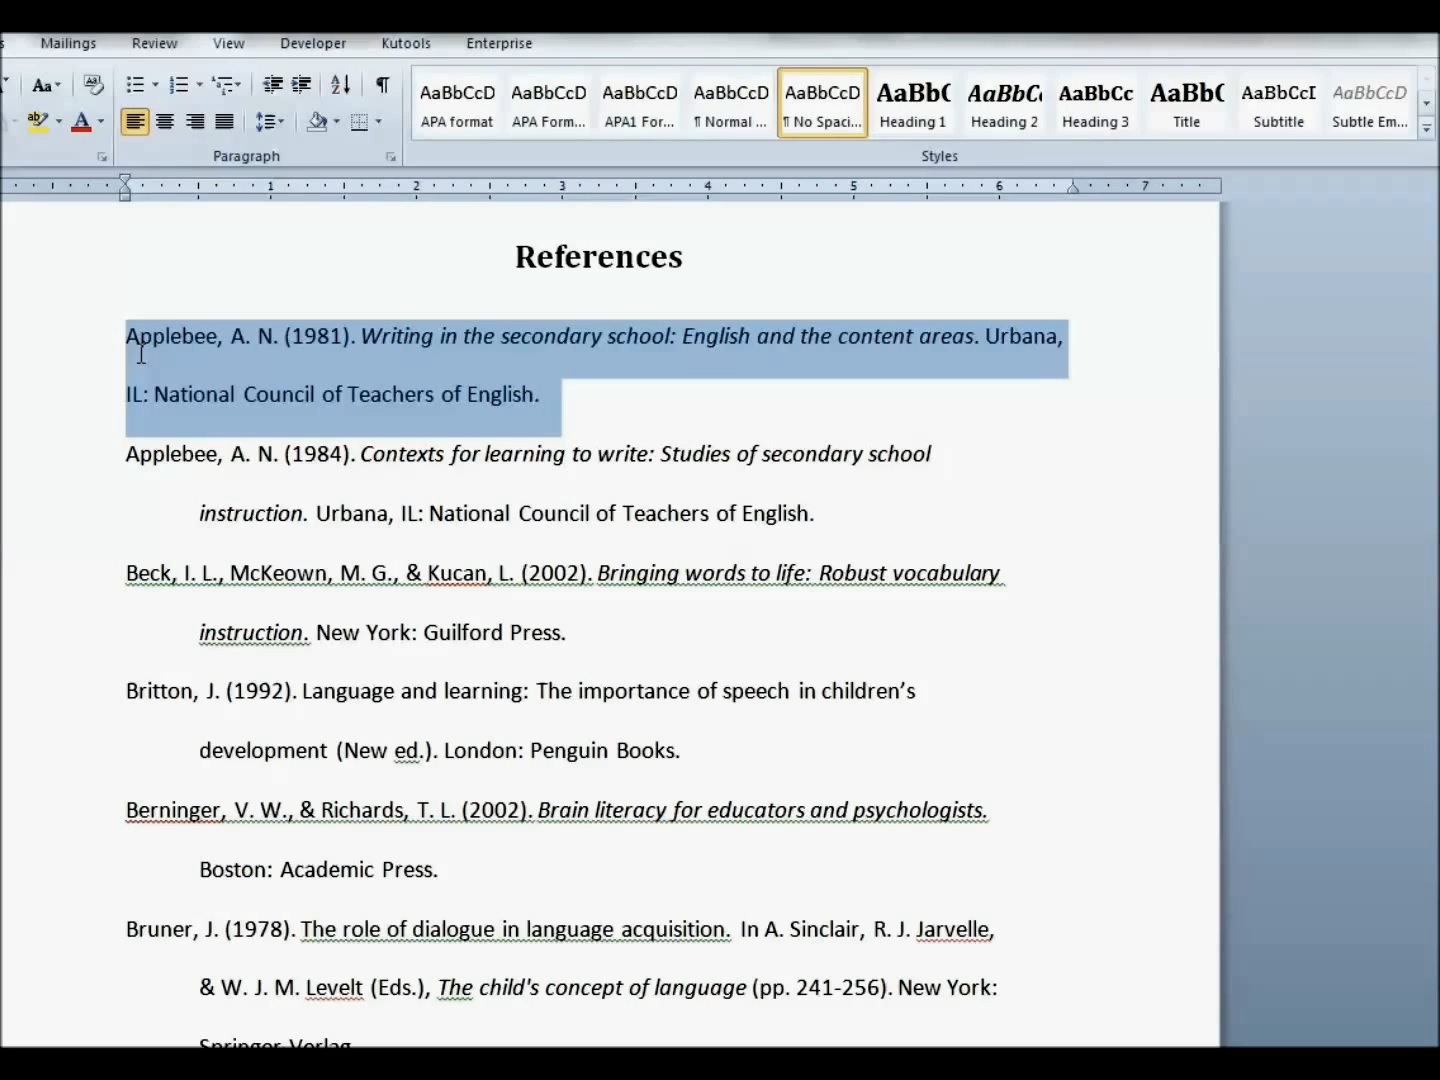 Mailings Review View Developer Kutools Enterprise
AaBbCcD AaBbCcD AaBbCcD AaBbCcD AaBbCcD AaBbC AaBbC AaBbCc AaBbC AaBbCcI AaBbCcD
APA format APA Form... APA1 For... ¶ Normal ... ¶ No Spaci... Heading 1 Heading 2 Heading 3 Title Subtitle Subtle Em...
Paragraph Styles
1 2 3 4 5 6 7
References
Applebee, A. N. (1981). Writing in the secondary school: English and the content areas. Urbana,
IL: National Council of Teachers of English.
Applebee, A. N. (1984). Contexts for learning to write: Studies of secondary school
instruction. Urbana, IL: National Council of Teachers of English.
Beck, I. L., McKeown, M. G., & Kucan, L. (2002). Bringing words to life: Robust vocabulary
instruction. New York: Guilford Press.
Britton, J. (1992). Language and learning: The importance of speech in children’s
development (New ed.). London: Penguin Books.
Berninger, V. W., & Richards, T. L. (2002). Brain literacy for educators and psychologists.
Boston: Academic Press.
Bruner, J. (1978). The role of dialogue in language acquisition. In A. Sinclair, R. J. Jarvelle,
& W. J. M. Levelt (Eds.), The child's concept of language (pp. 241-256). New York:
Springer Verlag